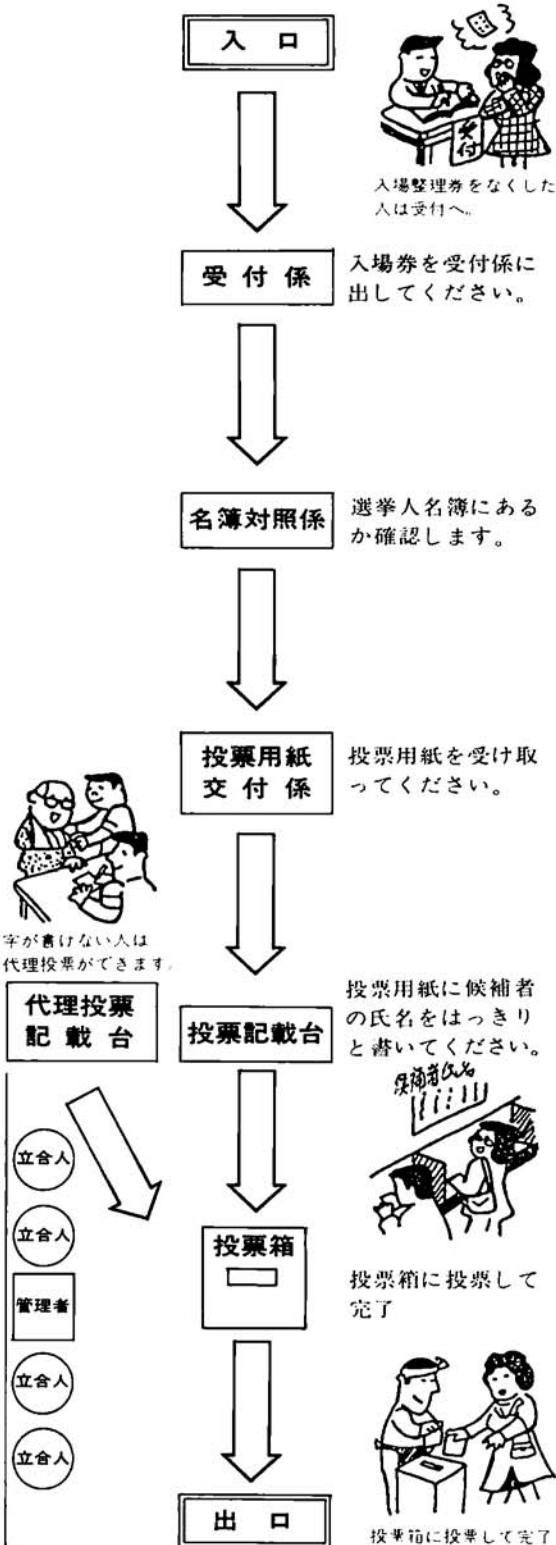 入口
受付
入場整理券をなくした
人は受付へ。
受付係
入場券を受付係に
出してください。
名簿対照係
選挙人名簿にある
か確認します。
投票用紙
交付係
投票用紙を受け取
ってください。
字が書けない人は
代理投票ができます。
代理投票
記載台
投票記載台
投票用紙に候補者
の氏名をはっきり
と書いてください。
候補者氏名
立合人
立合人
管理者
立合人
立合人
投票箱
投票箱に投票して
完了
出口
投票箱に投票して完了